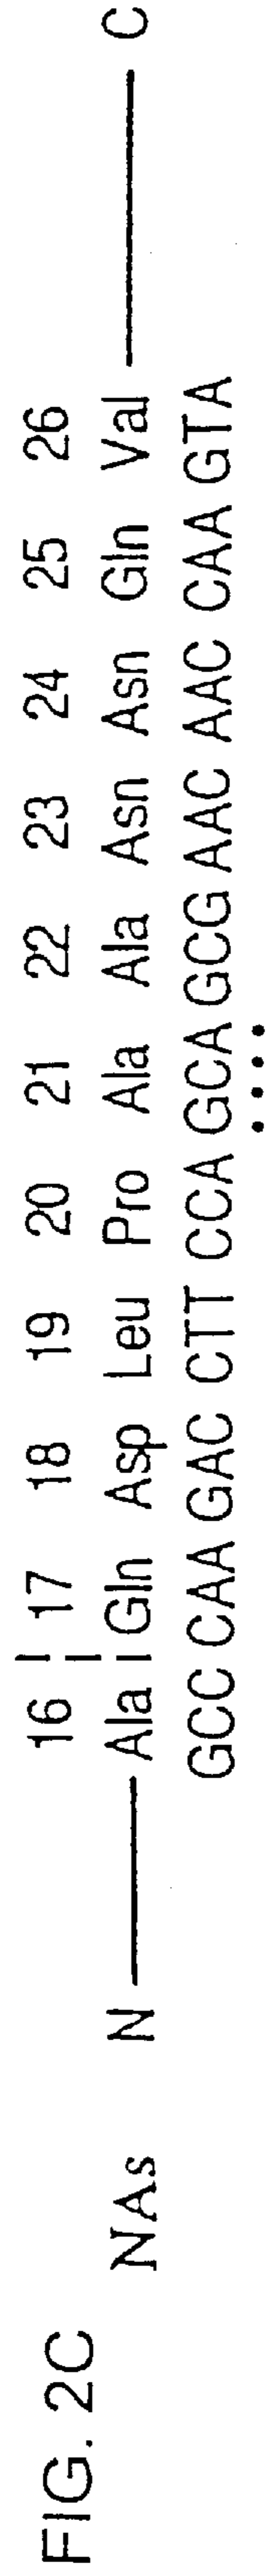 FIG. 2C
16 17 18 19 20 21 22 23 24 25 26
NAs N Ala Gln Asp Leu Pro Ala Ala Asn Asn Gln Val C
GCC CAA GAC CTT CCA GCA GCG AAC AAC CAA GTA